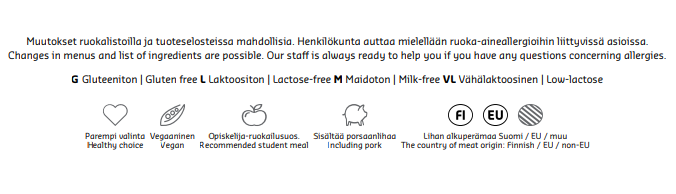 Muutokset ruokalistoilla ja tuoteselosteissa mahdollisia. Henkilökunta auttaa mielellään ruoka-aineallergioihin liittyvissä asioissa.
Changes in menus and list of ingredients are possible. Our staff is always ready to help you if you have any questions concerning allergies.
G Gluteeniton | Gluten free L Laktoositon | Lactose-free M Maidoton | Milk-free VL Vähälaktoosinen | Low-lactose
FI EU
Parempi valinta Vegaaninen Opiskelija-ruokailusuos. Sisältää porsaanlihaa Lihan alkuperämaa Suomi / EU / muu
Healthy choice Vegan Recommended student meal Including pork The country of meat origin: Finnish / EU / non-EU